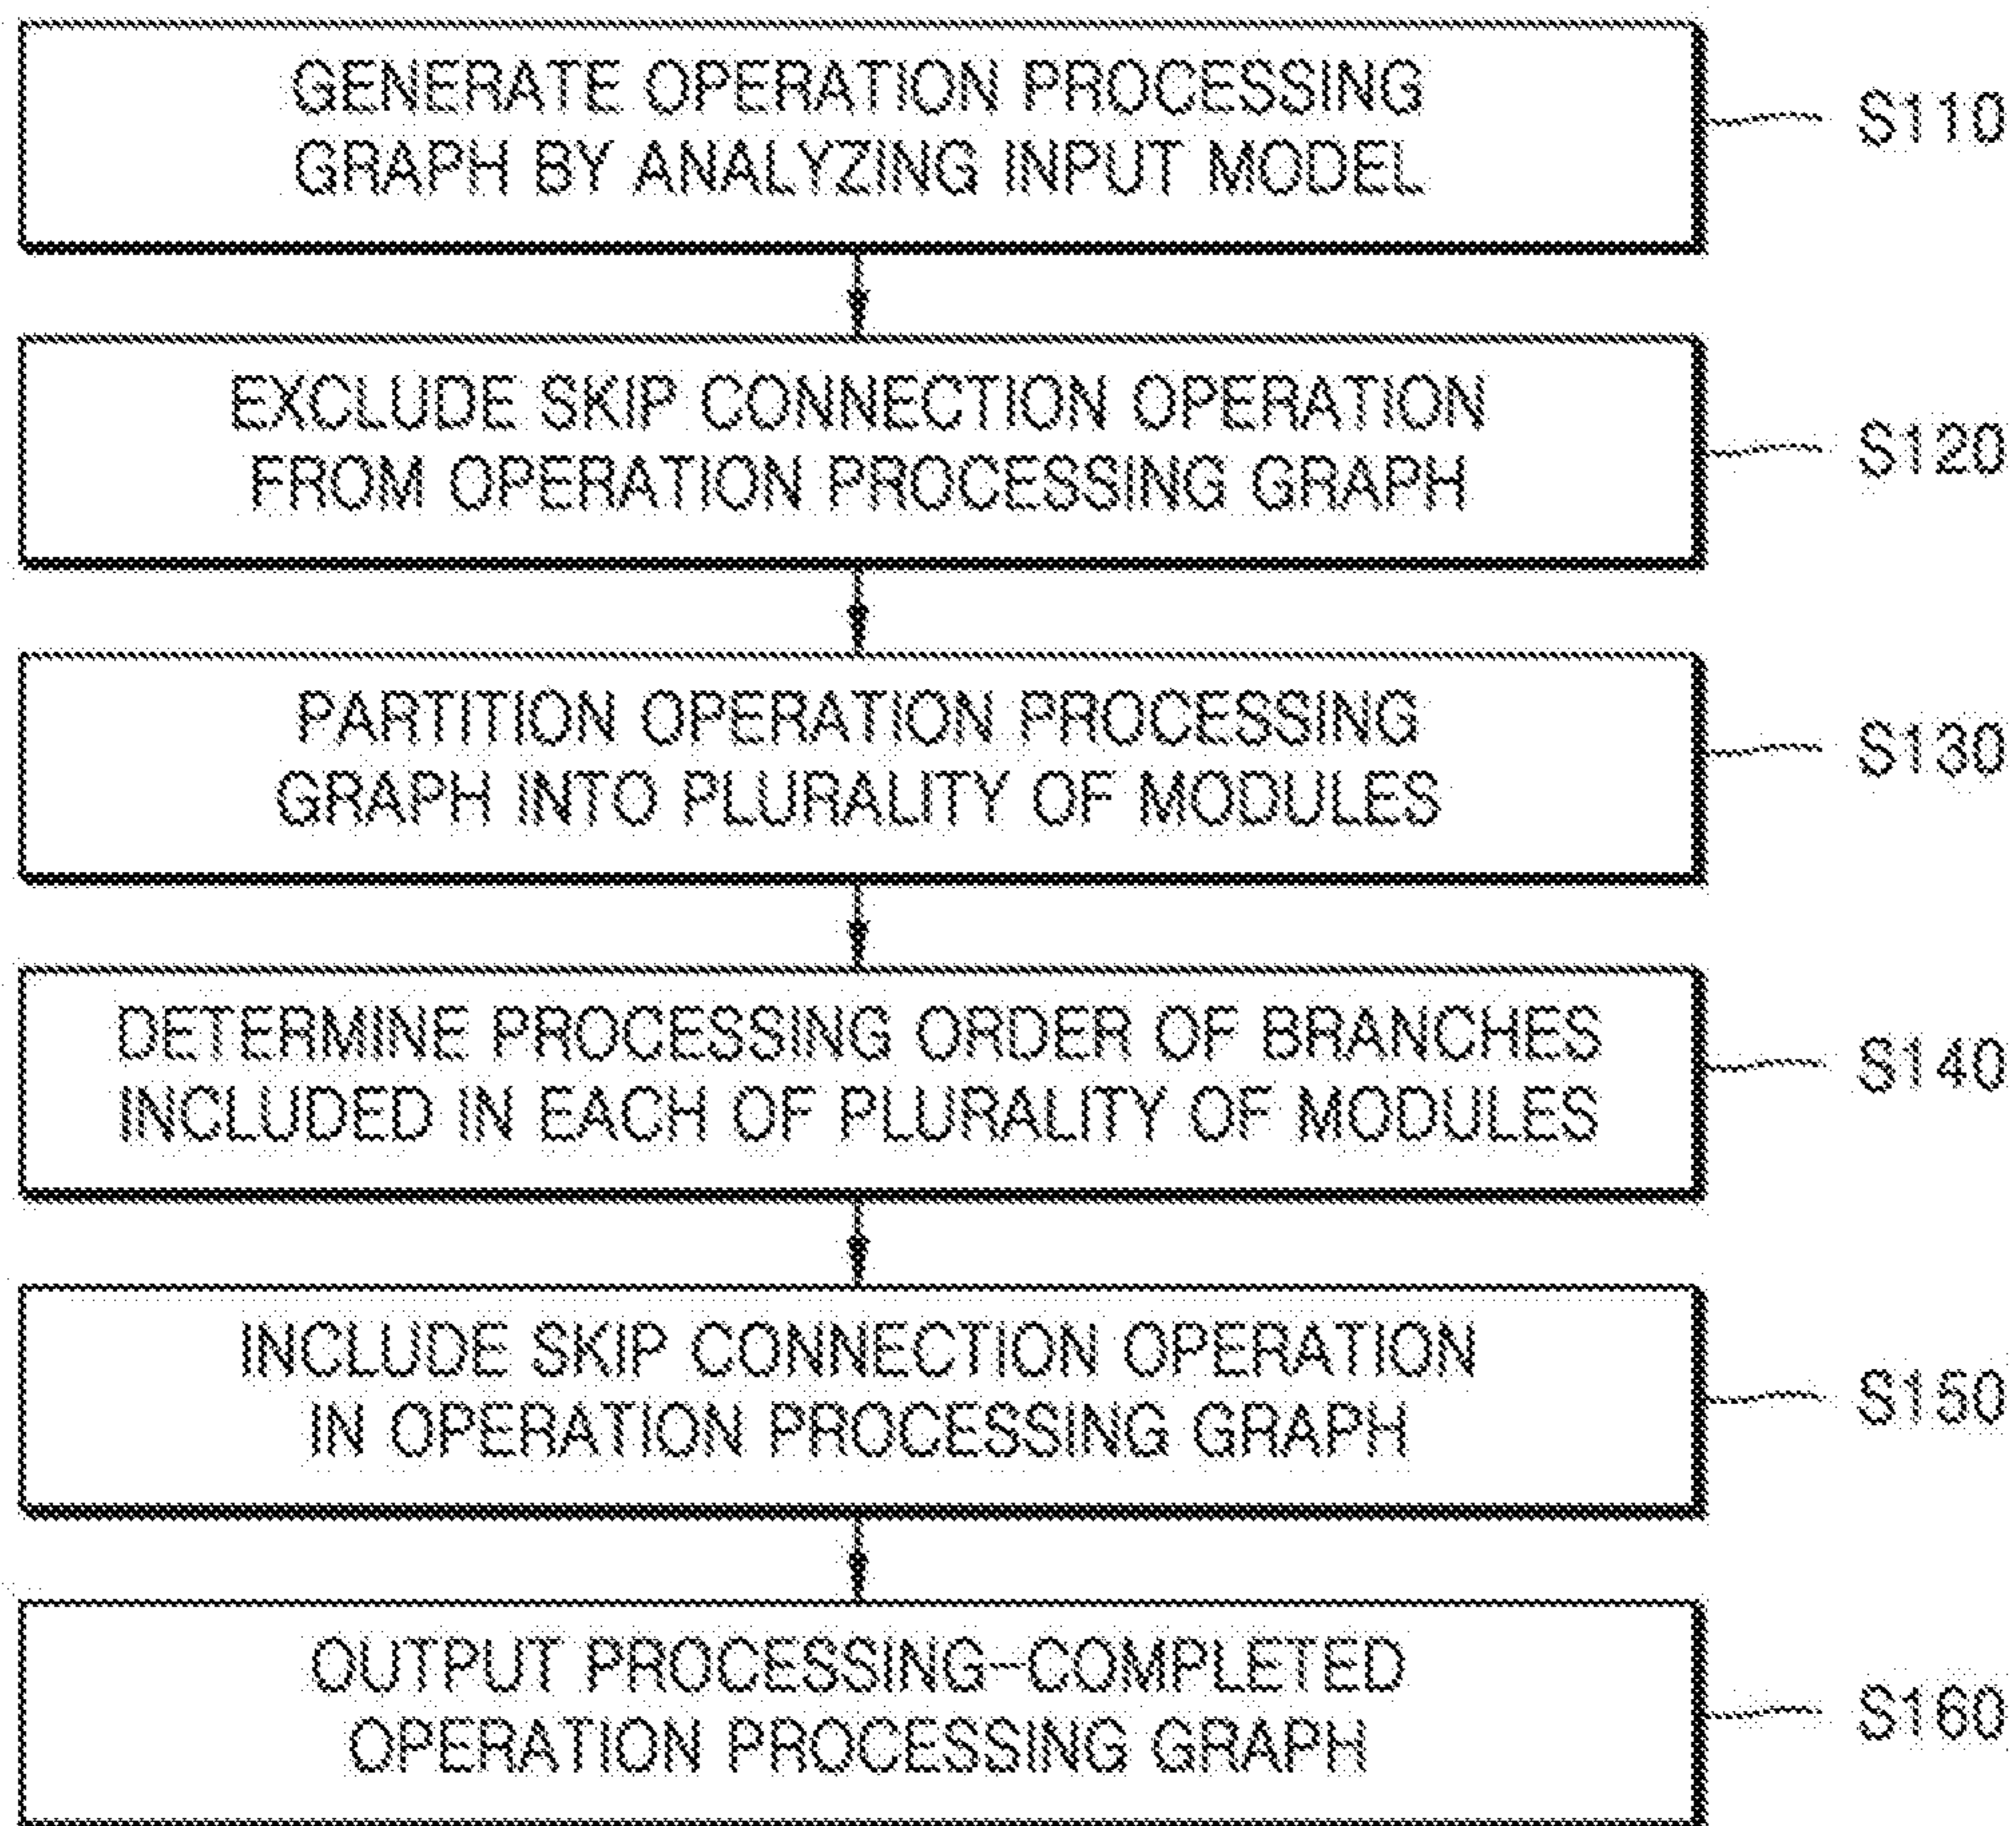 GENERATE OPERATION PROCESSING
GRAPH BY ANALYZING INPUT MODEL
S110
EXCLUDE SKIP CONNECTION OPERATION
FROM OPERATION PROCESSING GRAPH
S120
PARTITION OPERATION PROCESSING
GRAPH INTO PLURALITY OF MODULES
S130
DETERMINE PROCESSING ORDER OF BRANCHES
INCLUDED IN EACH OF PLURALITY OF MODULES
S140
INCLUDE SKIP CONNECTION OPERATION
IN OPERATION PROCESSING GRAPH
S150
OUTPUT PROCESSING-COMPLETED
OPERATION PROCESSING GRAPH
S160